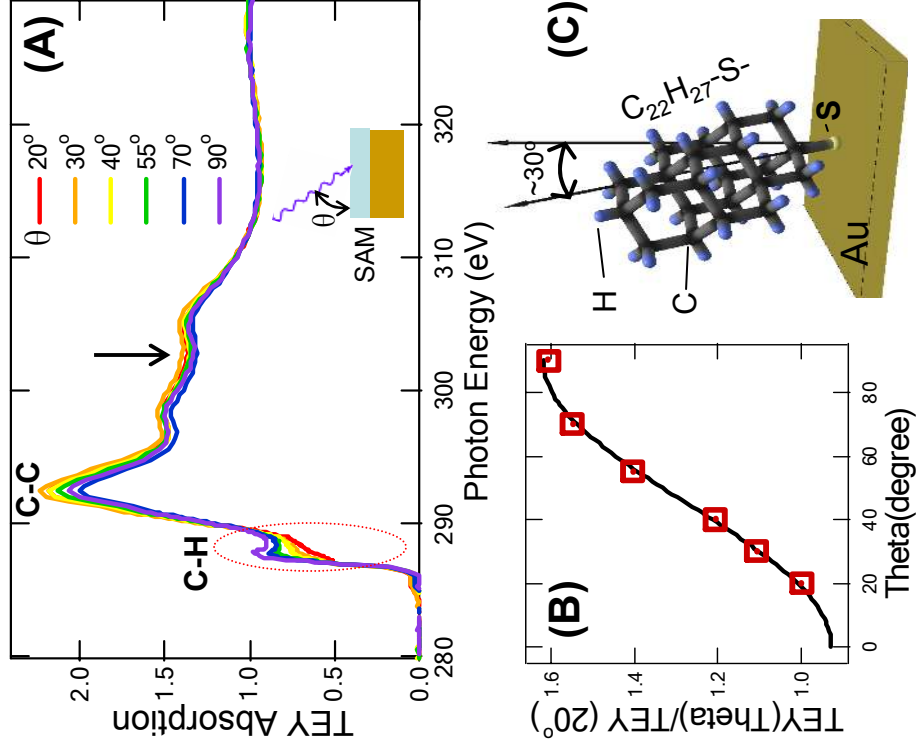 (A)
TEY Absorption
2.0
1.5
1.0
0.5
0.0
C-C
C-H
θ
20°
30°
40°
55°
70°
90°
SAM
θ
280 290 300 310 320
Photon Energy (eV)
(B)
TEY(Theta)/TEY (20°)
1.6
1.4
1.2
1.0
0 20 40 60 80
Theta(degree)
(C)
~30°
C22H27-S-
H
C
-S
Au